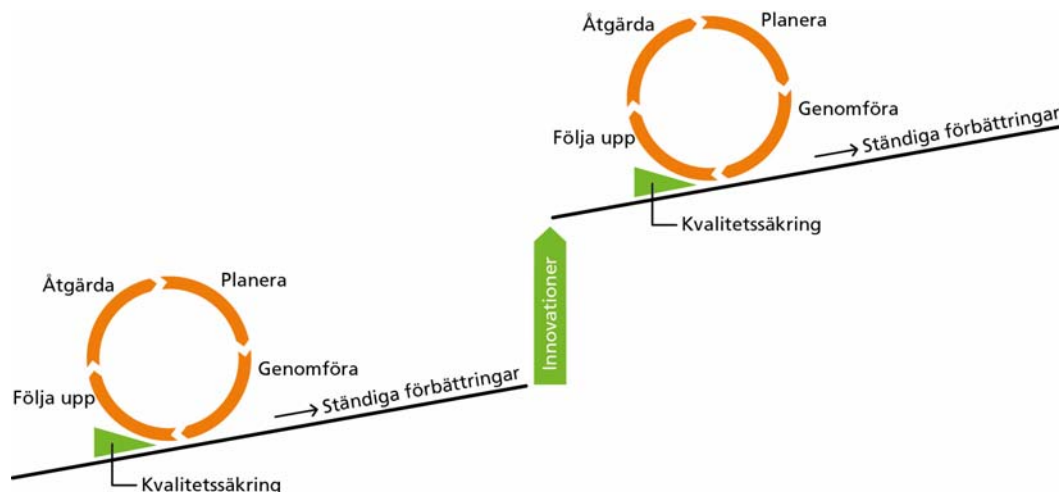 Åtgärda
Planera
Genomföra
Följa upp
Ständiga förbättringar
Kvalitetssäkring
Innovationer
Åtgärda
Planera
Genomföra
Följa upp
Ständiga förbättringar
Kvalitetssäkring